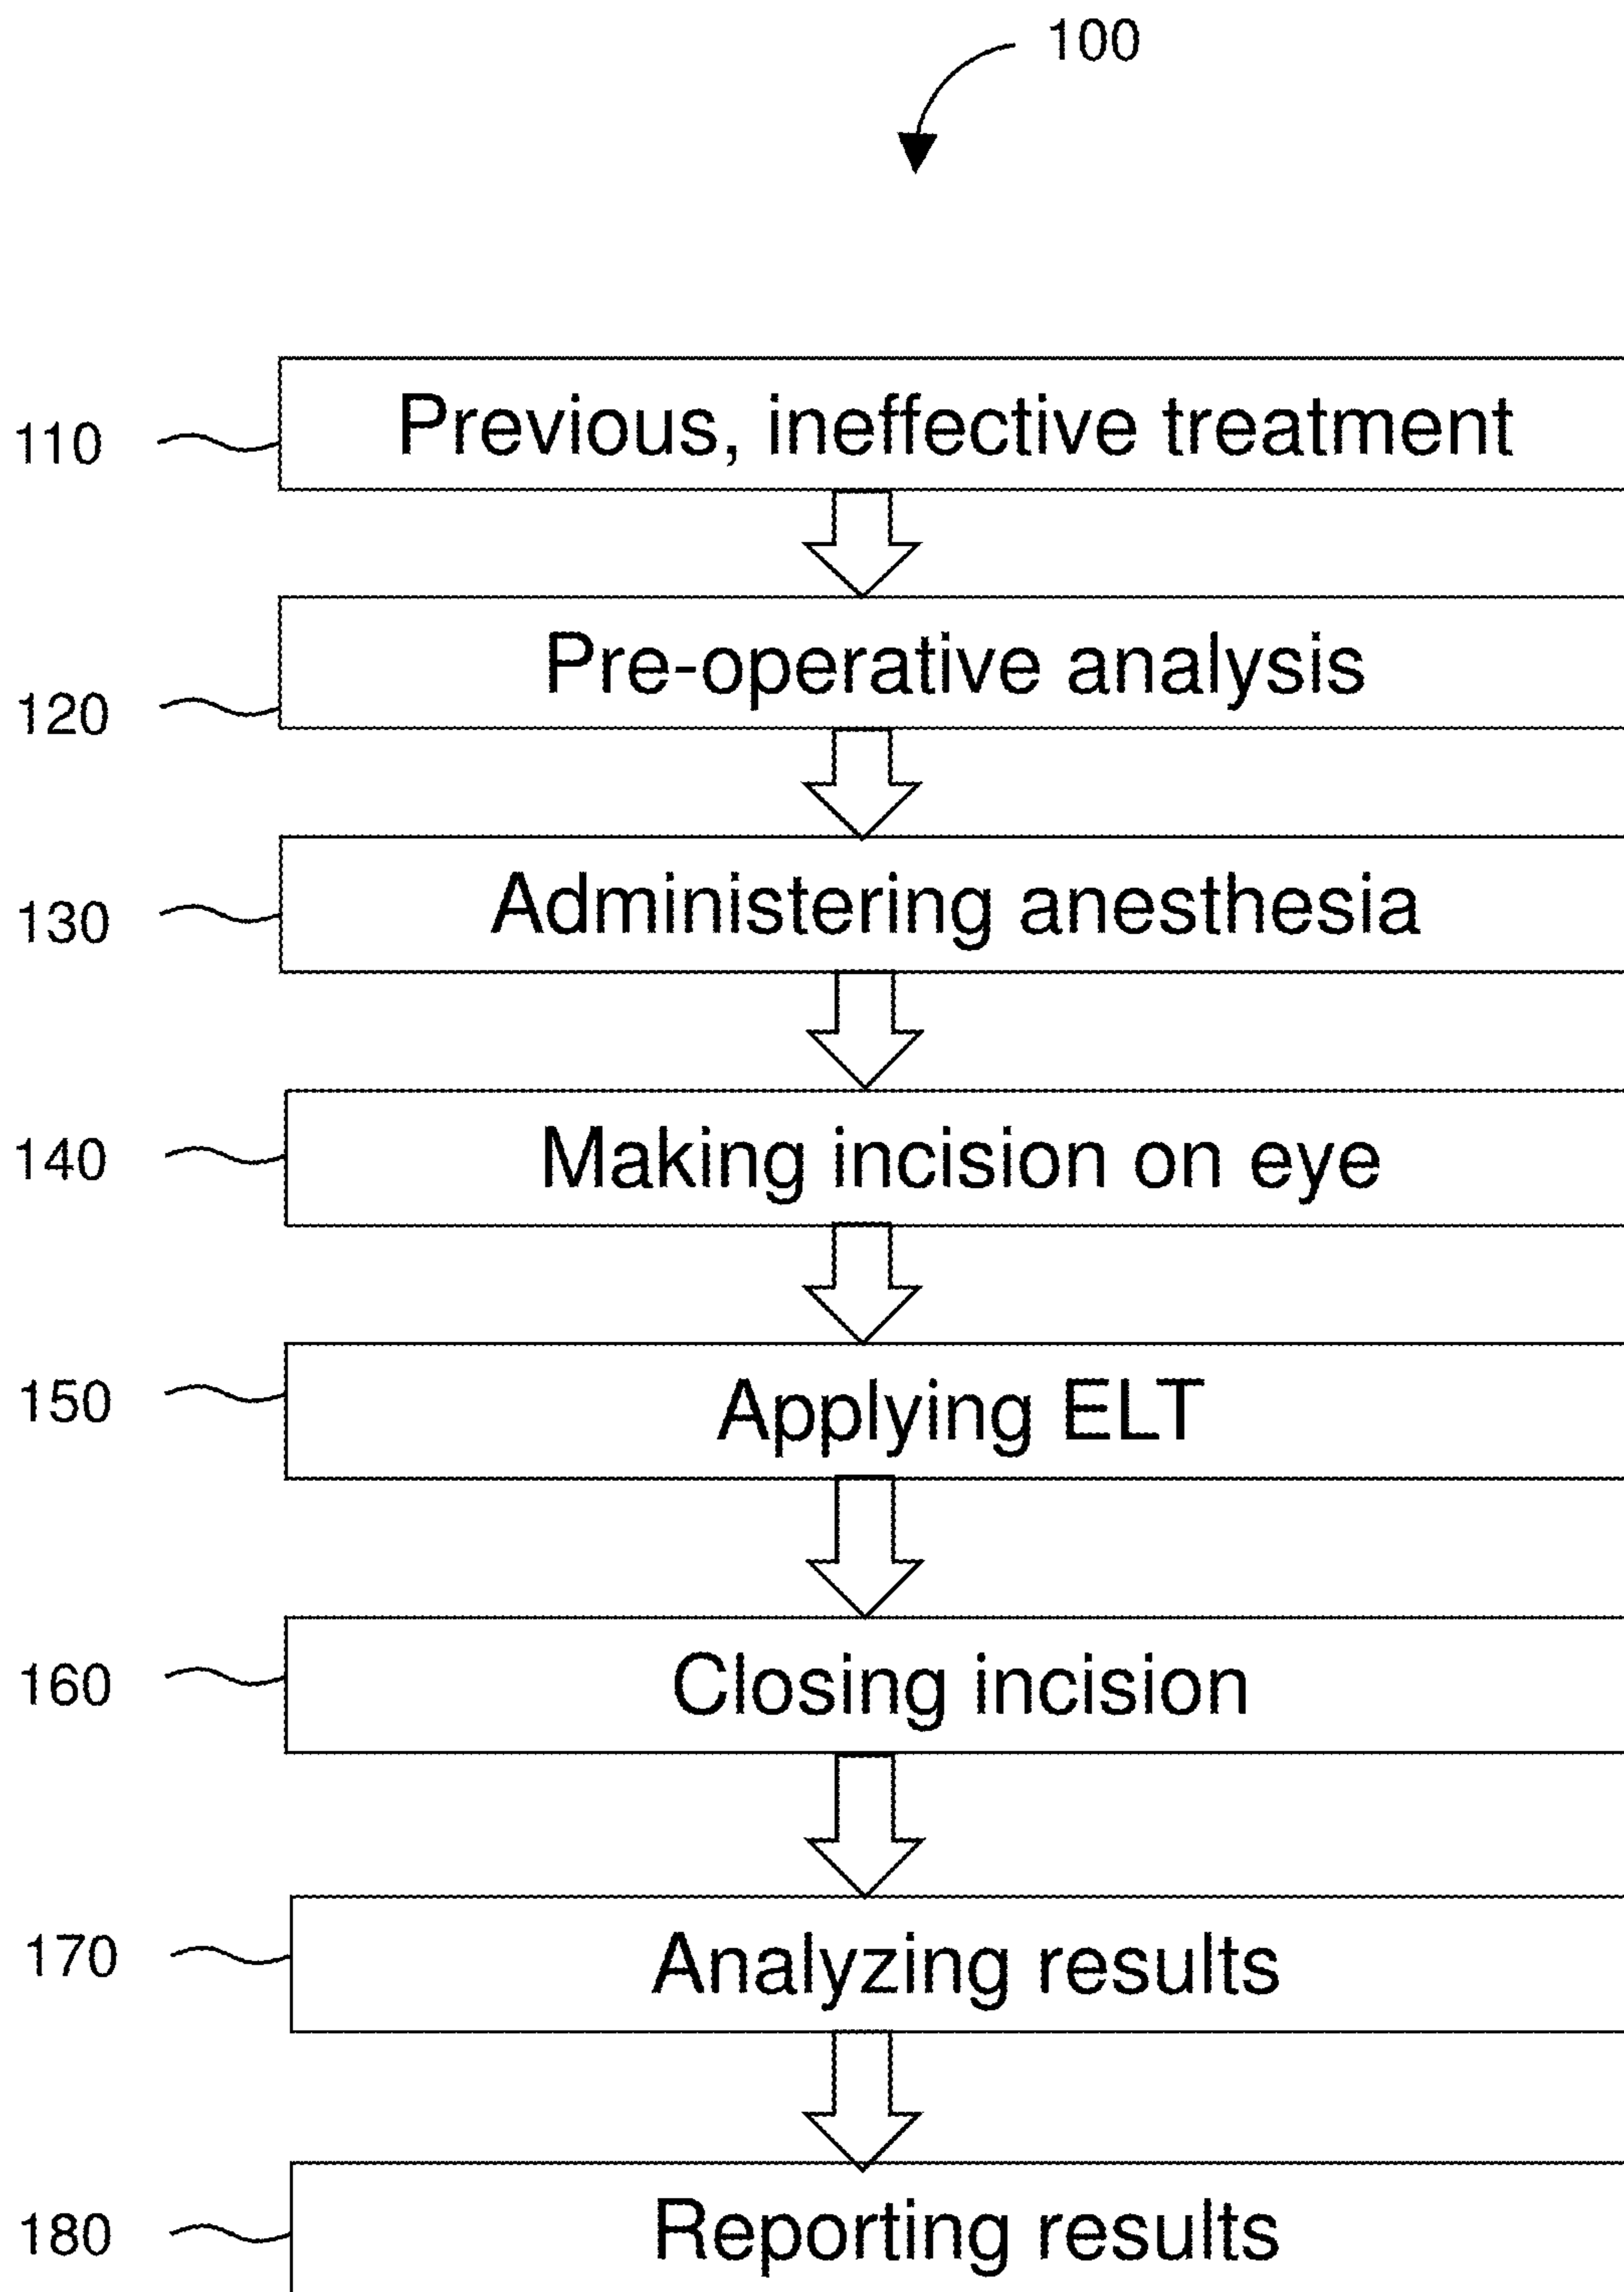 100
110 Previous, ineffective treatment
120 Pre-operative analysis
130 Administering anesthesia
140 Making incision on eye
150 Applying ELT
160 Closing incision
170 Analyzing results
180 Reporting results